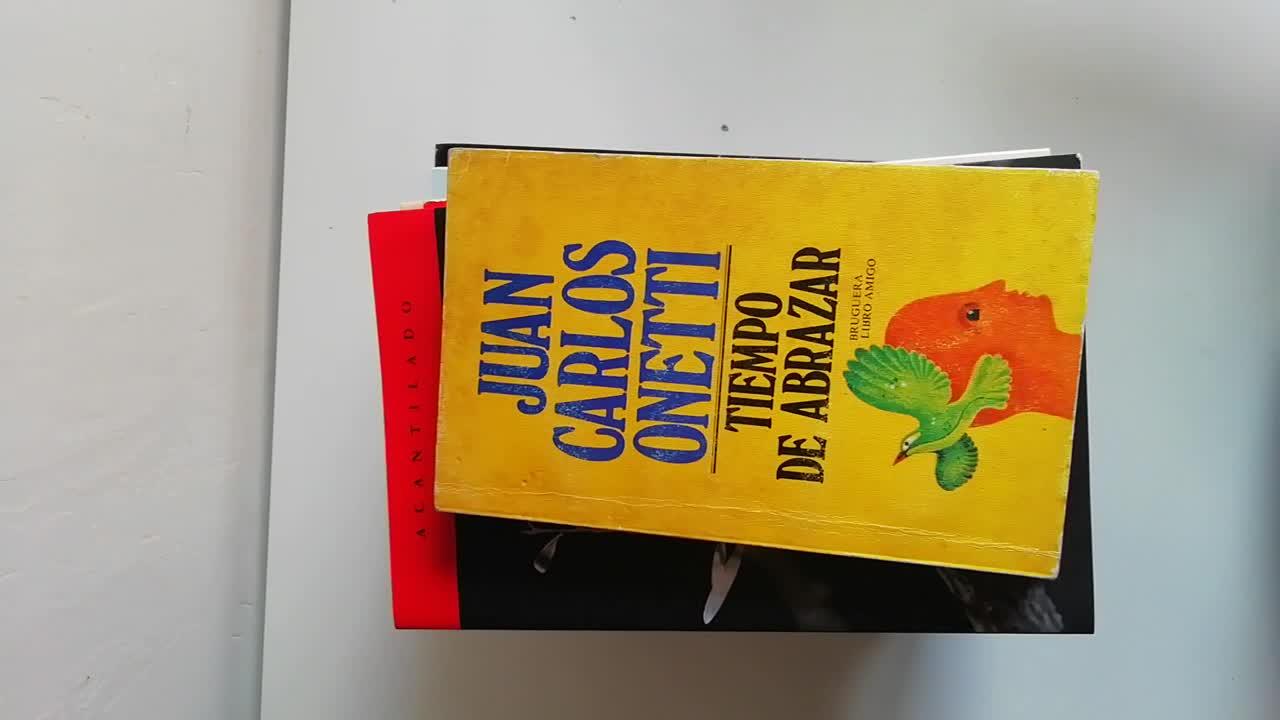 JUAN
CARLOS
ONETTI
TIEMPO
DE ABRAZAR
BRUGUERA
LIBRO AMIGO
ACANTILADO